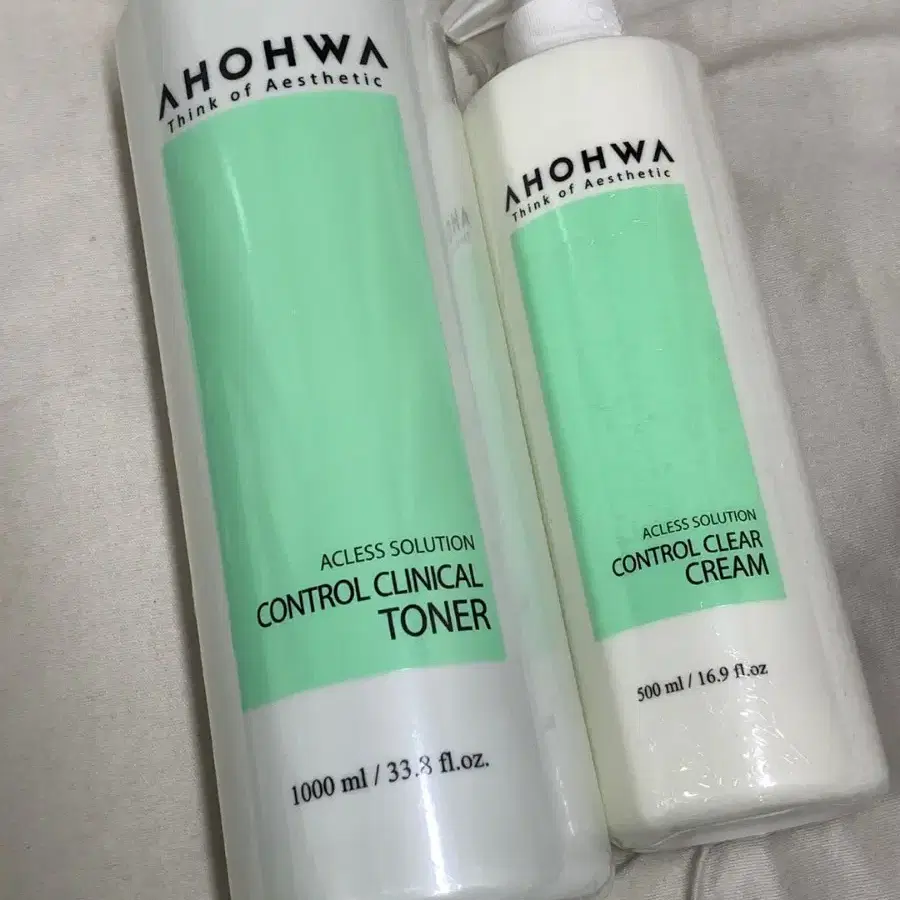 AHOHWA
Think of Aesthetic
ACLESS SOLUTION
CONTROL CLINICAL
TONER
1000 ml / 33.8 fl.oz.
AHOHWA
Think of Aesthetic
ACLESS SOLUTION
CONTROL CLEAR
CREAM
500 ml / 16.9 fl.oz